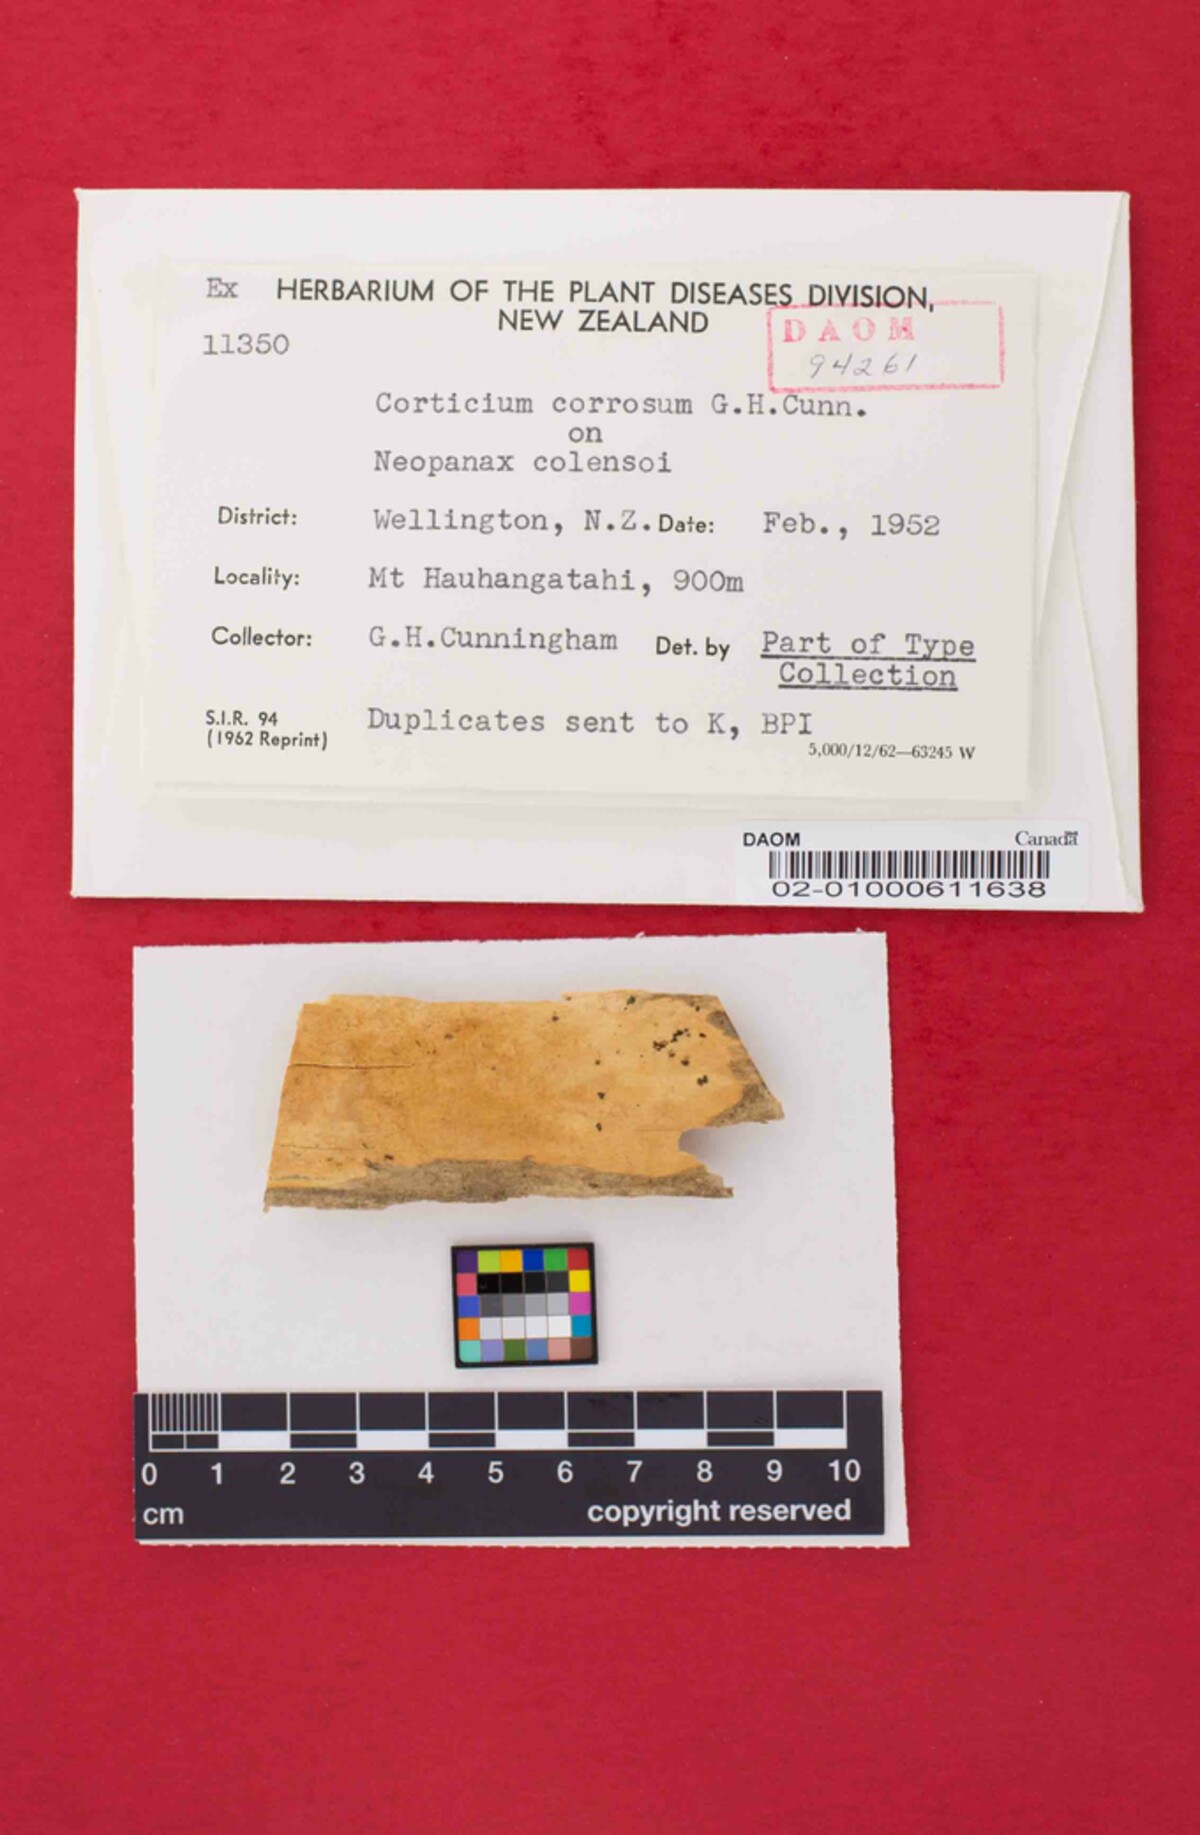 Ex HERBARIUM OF THE PLANT DISEASES DIVISION,
NEW ZEALAND
11350
DAOM
94261
Corticium corrosum G.H.Cunn.
on
Neopanax colensoi
District: Wellington, N.Z. Date: Feb., 1952
Locality: Mt Hauhangatahi, 900m
Collector: G.H.Cunningham Det. by Part of Type
Collection
S.I.R. 94 Duplicates sent to K, BPI
(1962 Reprint)
5,000/12/62—63245 W
DAOM Canada
02-01000611638
0 1 2 3 4 5 6 7 8 9 10
cm copyright reserved